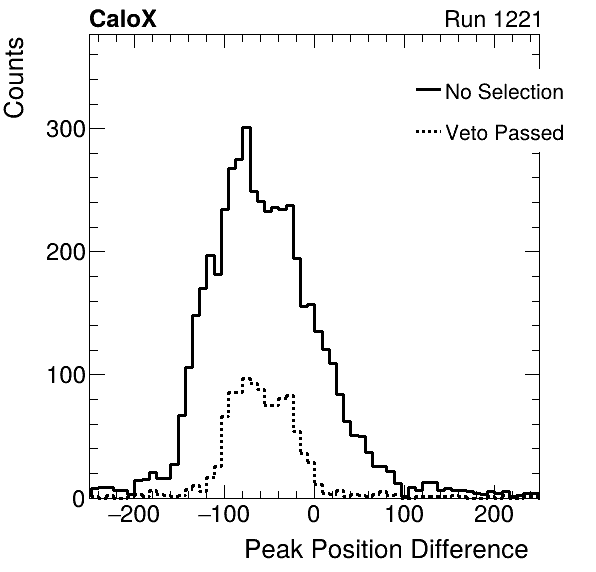 CaloX Run 1221
Counts
No Selection
Veto Passed
300
200
100
0
−200 −100 0 100 200
Peak Position Difference